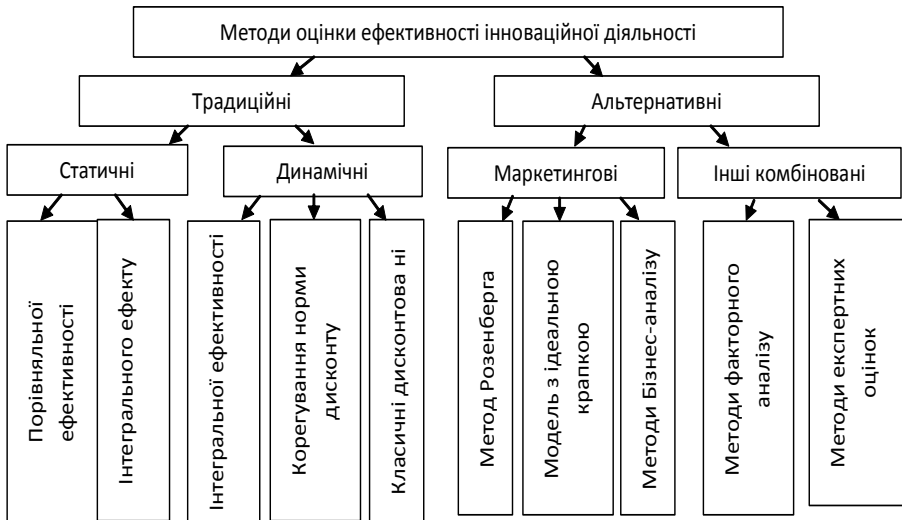 Методи оцінки ефективності інноваційної діяльності
Традиційні
Альтернативні
Статичні
Динамічні
Маркетингові
Інші комбіновані
Порівняльної
ефективності
Інтегрального ефекту
Інтегральної ефективності
Корегування норми
дисконту
Класичні дисконтова ні
Метод Розенберга
Модель з ідеальною
крапкою
Методи Бізнес-аналізу
Методи факторного
аналізу
Методи експертних
оцінок